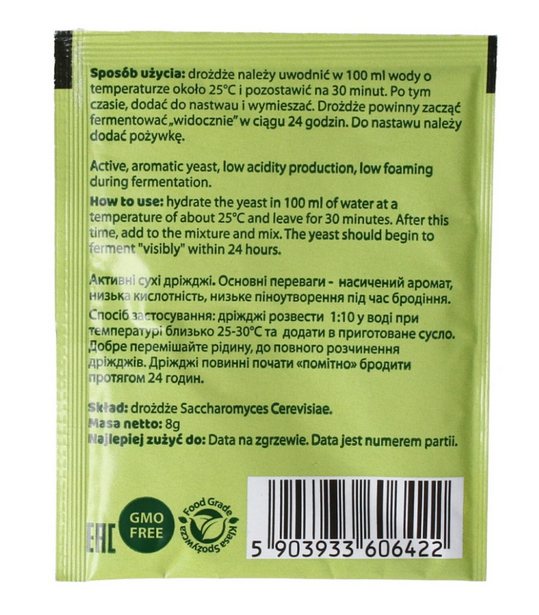 Sposób użycia: drożdże należy uwodnić w 100 ml wody o
temperaturze około 25°C i pozostawić na 30 minut. Po tym
czasie, dodać do nastwau i wymieszać. Drożdże powinny zacząć
fermentować „widocznie" w ciągu 24 godzin. Do nastawu należy
dodać pożywkę.
Active, aromatic yeast, low acidity production, low foaming
during fermentation.
How to use: hydrate the yeast in 100 ml of water at a
temperature of about 25°C and leave for 30 minutes. After this
time, add to the mixture and mix. The yeast should begin to
ferment "visibly" within 24 hours.
Активні сухі дріжджі. Основні переваги - насичений аромат,
низька кислотність, низьке піноутворення під час бродіння.
Спосіб застосування: дріжджі розвести 1:10 у воді при
температурі близько 25-30°C та додати в приготоване сусло.
Добре перемішайте рідину, до повного розчинення
дріжджів. Дріжджі повинні почати «помітно» бродити
протягом 24 годин.
Skład: drożdże Saccharomyces Cerevisiae.
Masa netto: 8g
Najlepiej zużyć do: Data na zgrzewie. Data jest numerem partii.
EAC
GMO
FREE
Food Grade
Klasa Spożywcza
5 903933 606422